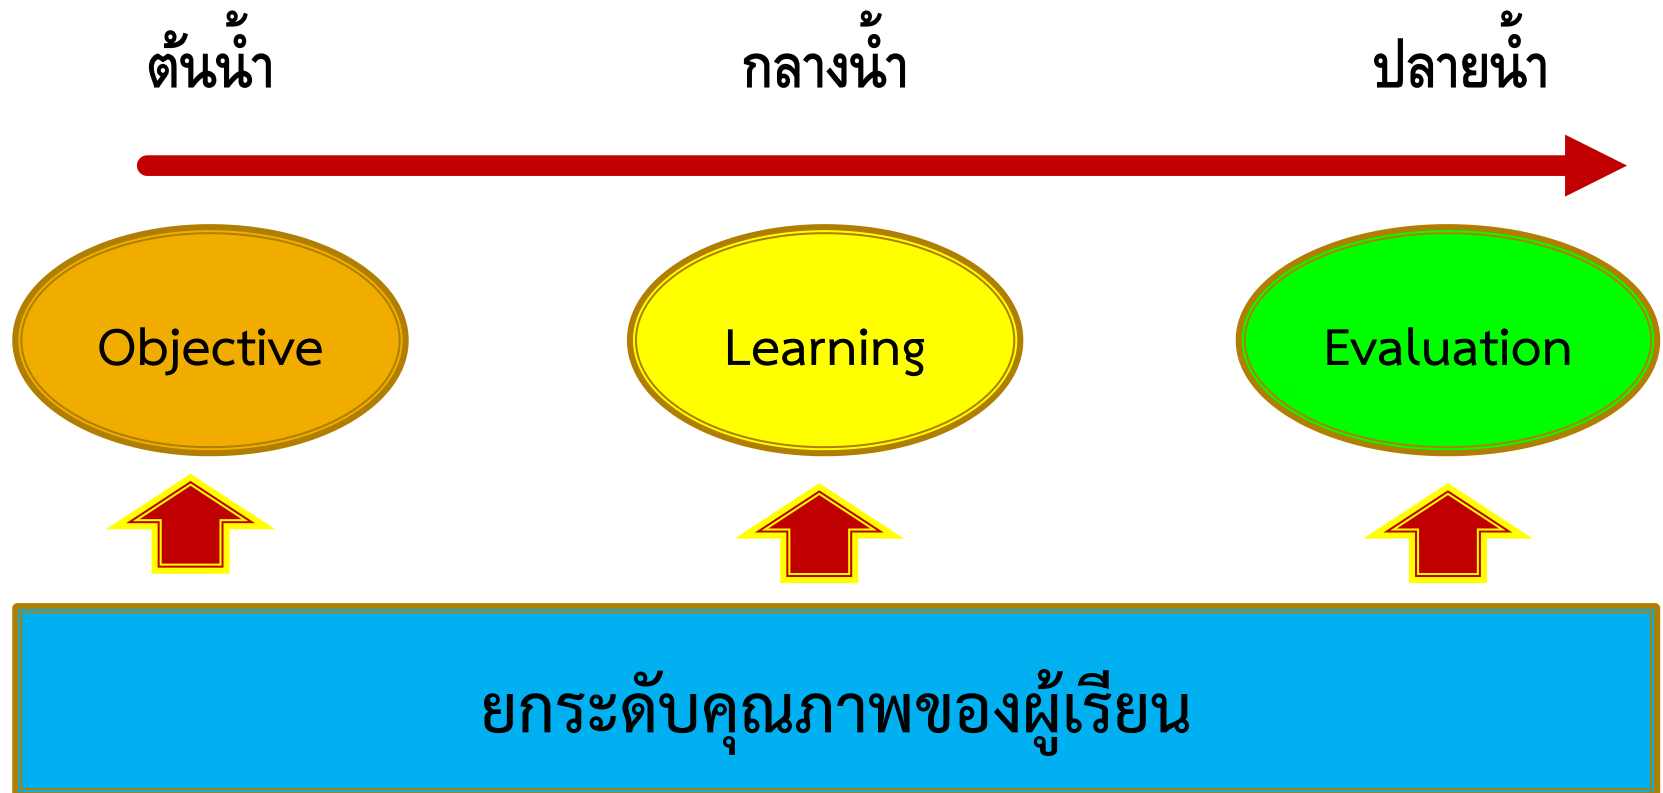 ต้นน้ำ กลางน้ำ ปลายน้ำ
Objective Learning Evaluation
ยกระดับคุณภาพของผู้เรียน